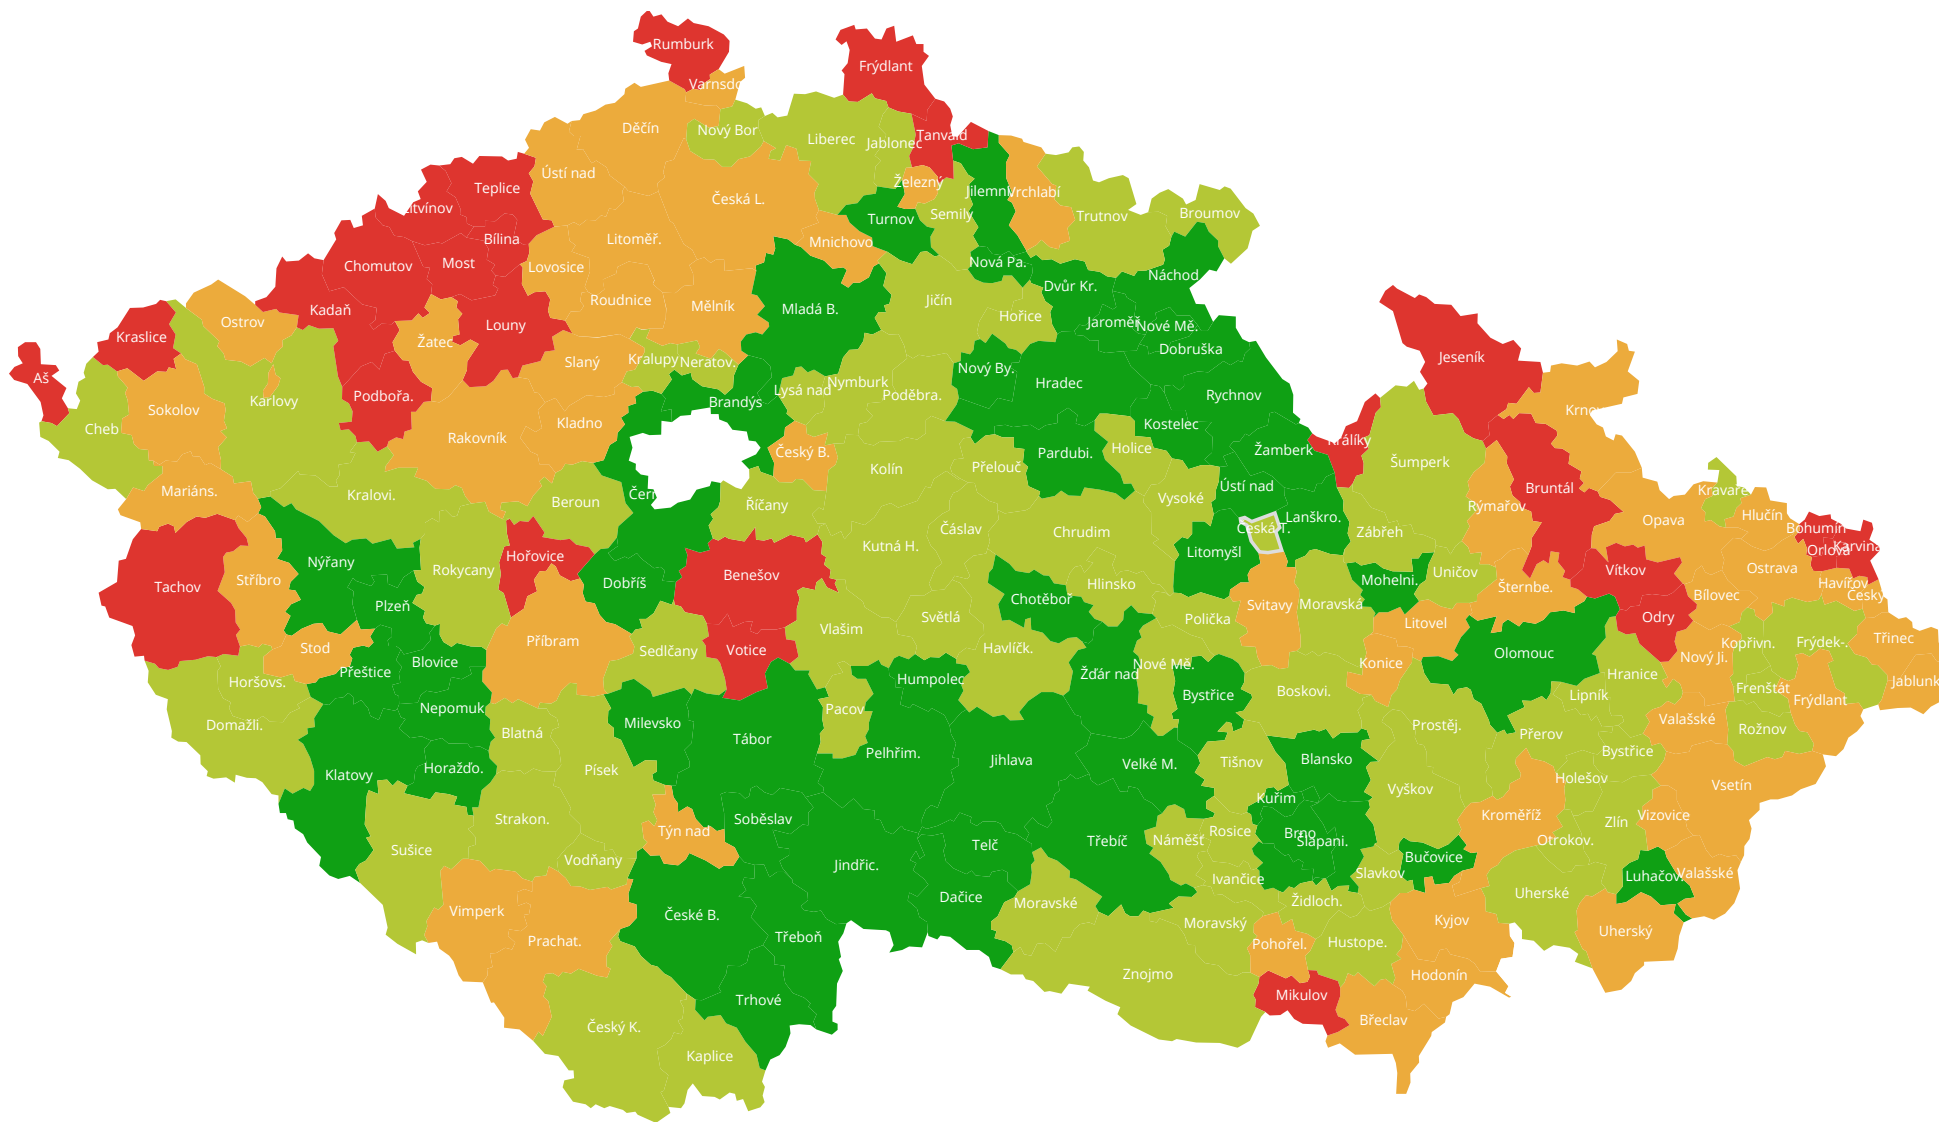 Rumburk
Frýdlant
Varnsdo
Děčín
Nový Bor
Liberec
Jablonec
Tanvald
Ústí nad
Teplice
Železný
Jilemni
Vrchlabí
Česká L.
Litvínov
Turnov
Semily
Trutnov
Broumov
Bílina
Litoměř.
Mnichovo
Chomutov
Most
Lovosice
Nová Pa.
Náchod
Dvůr Kr.
Kadaň
Roudnice
Mělník
Mladá B.
Jičín
Hořice
Ostrov
Kraslice
Louny
Žatec
Jaroměř
Nové Mě.
Dobruška
Slaný
Kralupy
Neratov.
Jeseník
Aš
Podbořa.
Lysá nad
Nymburk
Poděbra.
Nový By.
Hradec
Rychnov
Karlovy
Sokolov
Brandýs
Cheb
Rakovník
Kladno
Kostelec
Krnov
Králíky
Český B.
Kolín
Přelouč
Pardubi.
Holice
Žamberk
Šumperk
Mariáns.
Kralovi.
Beroun
Čern
Říčany
Vysoké
Ústí nad
Bruntál
Kravaře
Rýmařov
Opava
Hlučín
Čáslav
Chrudim
Česká T.
Lanškro.
Zábřeh
Bohumín
Kutná H.
Litomyšl
Orlová
Karviná
Hořovice
Nýřany
Rokycany
Tachov
Stříbro
Dobříš
Benešov
Hlinsko
Mohelni.
Uničov
Vítkov
Ostrava
Havířov
Český
Plzeň
Chotěboř
Svitavy
Moravská
Šternbe.
Bílovec
Stod
Příbram
Vlašim
Světlá
Polička
Litovel
Odry
Sedlčany
Votice
Havlíčk.
Olomouc
Kopřivn.
Frýdek-.
Třinec
Blovice
Přeštice
Konice
Nový Ji.
Horšovs.
Humpolec
Žďár nad
Nové Mě.
Bystřice
Boskovi.
Hranice
Lipník
Frenštát
Frýdlant
Jablunk
Nepomuk
Milevsko
Pacov
Domažli.
Blatná
Tábor
Pelhřim.
Prostěj.
Přerov
Valašské
Rožnov
Klatovy
Horažďo.
Písek
Jihlava
Velké M.
Tišnov
Blansko
Bystřice
Holešov
Vyškov
Vsetín
Kuřim
Strakon.
Soběslav
Týn nad
Kroměříž
Zlín
Vizovice
Sušice
Vodňany
Telč
Třebíč
Náměšť
Rosice
Brno
Šlapani.
Otrokov.
Jindřic.
Bučovice
Slavkov
Luhačov.
Valašské
Ivančice
Vimperk
České B.
Dačice
Moravské
Židloch.
Uherské
Prachat.
Třeboň
Moravský
Pohořel.
Hustope.
Kyjov
Uherský
Znojmo
Hodonín
Trhové
Mikulov
Český K.
Břeclav
Kaplice